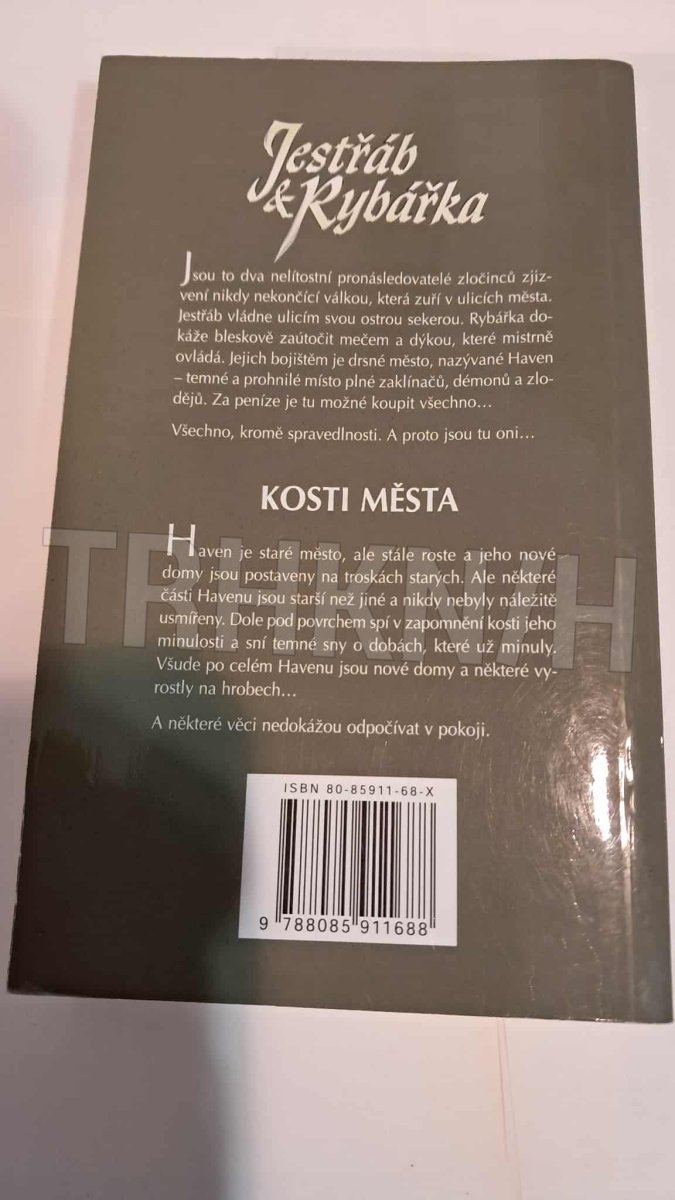 Jestřáb
& Rybářka
Jsou to dva nelítostní pronásledovatelé zločinců zjiz-
vení nikdy nekončící válkou, která zuří v ulicích města.
Jestřáb vládne ulicím svou ostrou sekerou. Rybářka do-
káže bleskově zaútočit mečem a dýkou, které mistrně
ovládá. Jejich bojištěm je drsné město, nazývané Haven
– temné a prohnilé místo plné zaklínačů, démonů a zlo-
dějů. Za peníze je tu možné koupit všechno...
Všechno, kromě spravedlnosti. A proto jsou tu oni...
KOSTI MĚSTA
Haven je staré město, ale stále roste a jeho nové
domy jsou postaveny na troskách starých. Ale některé
části Havenu jsou starší než jiné a nikdy nebyly náležitě
usmířeny. Dole pod povrchem spí v zapomnění kosti jeho
minulosti a sní temné sny o dobách, které už minuly.
Všude po celém Havenu jsou nové domy a některé vy-
rostly na hrobech...
A některé věci nedokážou odpočívat v pokoji.
TRHKNIH
ISBN 80-85911-68-X
9 788085 911688